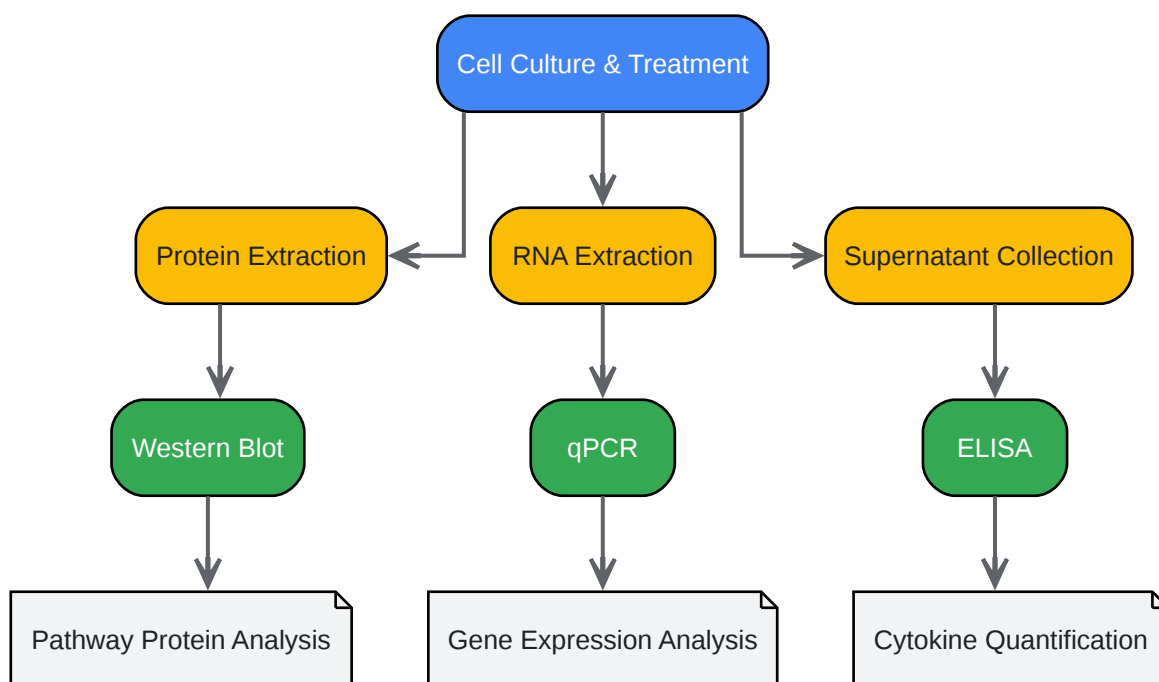 Cell Culture & Treatment
Protein Extraction
RNA Extraction
Supernatant Collection
Western Blot
qPCR
ELISA
Pathway Protein Analysis
Gene Expression Analysis
Cytokine Quantification